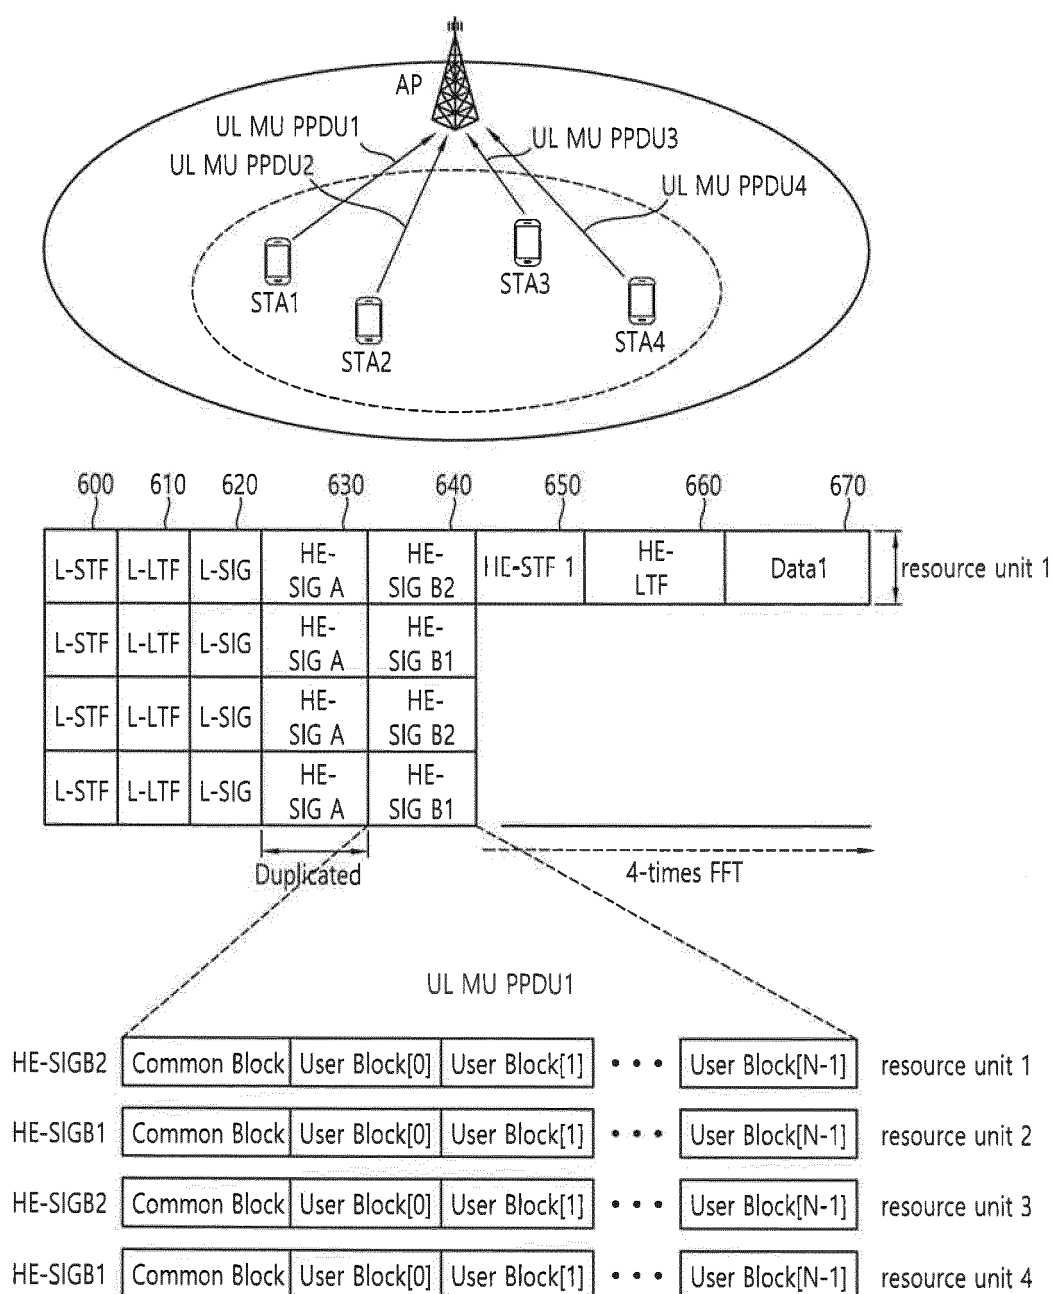 AP
UL MU PPDU1
UL MU PPDU3
UL MU PPDU2
UL MU PPDU4
STA1
STA3
STA2
STA4
600 610 620 630 640 650 660 670
L-STF L-LTF L-SIG HE-SIG A HE-SIG B2 HE-STF 1 HE-LTF Data1 resource unit 1
L-STF L-LTF L-SIG HE-SIG A HE-SIG B1
L-STF L-LTF L-SIG HE-SIG A HE-SIG B2
L-STF L-LTF L-SIG HE-SIG A HE-SIG B1
Duplicated 4-times FFT
UL MU PPDU1
HE-SIGB2 Common Block User Block[0] User Block[1] • • • User Block[N-1] resource unit 1
HE-SIGB1 Common Block User Block[0] User Block[1] • • • User Block[N-1] resource unit 2
HE-SIGB2 Common Block User Block[0] User Block[1] • • • User Block[N-1] resource unit 3
HE-SIGB1 Common Block User Block[0] User Block[1] • • • User Block[N-1] resource unit 4